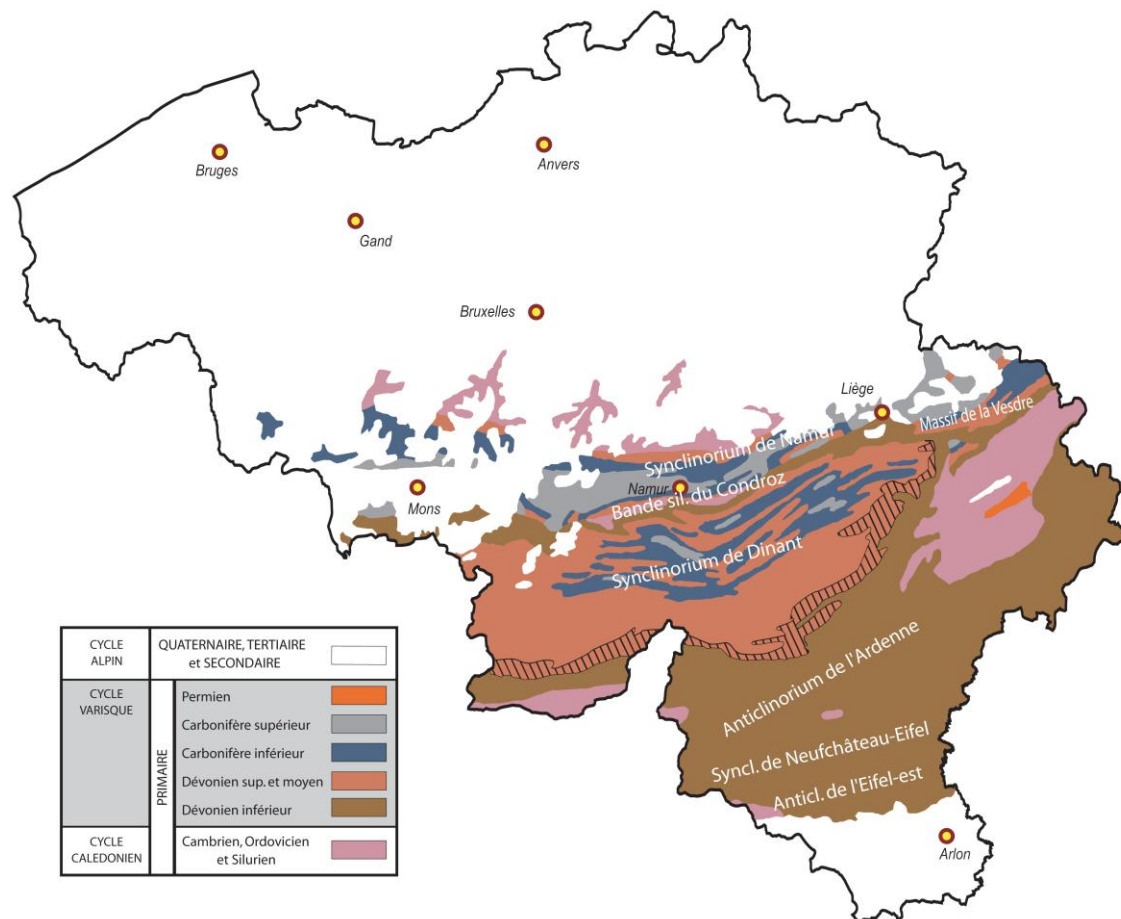 Bruges
Anvers
Gand
Bruxelles
Liège
Massif de la Vesdre
Synclinorium de Namur
Namur
Bande sil. du Condroz
Mons
Synclinorium de Dinant
Anticlinorium de l'Ardenne
Syncl. de Neufchâteau-Eifel
Anticl. de l'Eifel-est
Arlon
CYCLE
ALPIN
QUATERNAIRE, TERTIAIRE
et SECONDAIRE
CYCLE
VARISQUE
PRIMAIRE
Permien
Carbonifère supérieur
Carbonifère inférieur
Dévonien sup. et moyen
Dévonien inférieur
CYCLE
CALEDONIEN
Cambrien, Ordovicien
et Silurien